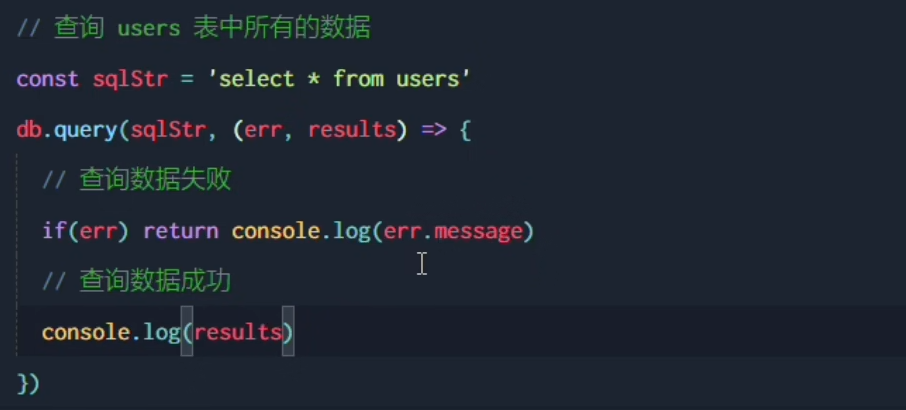 // 查询 users 表中所有的数据
const sqlStr = 'select * from users'
db.query(sqlStr, (err, results) => {
  // 查询数据失败
  if(err) return console.log(err.message)
  // 查询数据成功
  console.log(results)
})